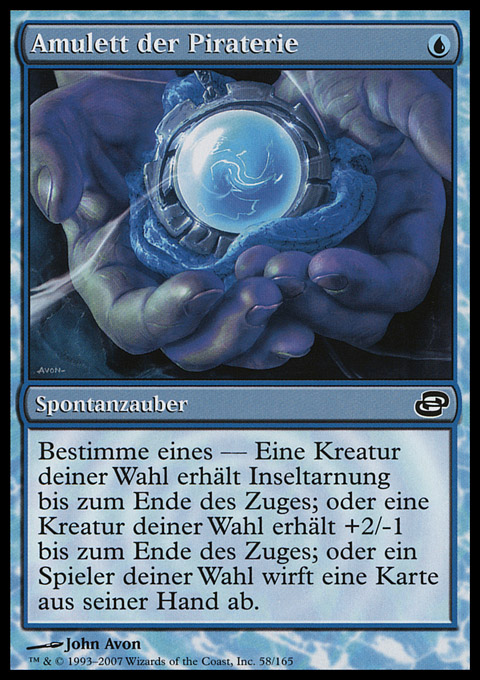 Amulett der Piraterie
AVON-
Spontanzauber
Bestimme eines — Eine Kreatur
deiner Wahl erhält Inseltarnung
bis zum Ende des Zuges; oder eine
Kreatur deiner Wahl erhält +2/-1
bis zum Ende des Zuges; oder ein
Spieler deiner Wahl wirft eine Karte
aus seiner Hand ab.
John Avon
™ & © 1993–2007 Wizards of the Coast, Inc. 58/165